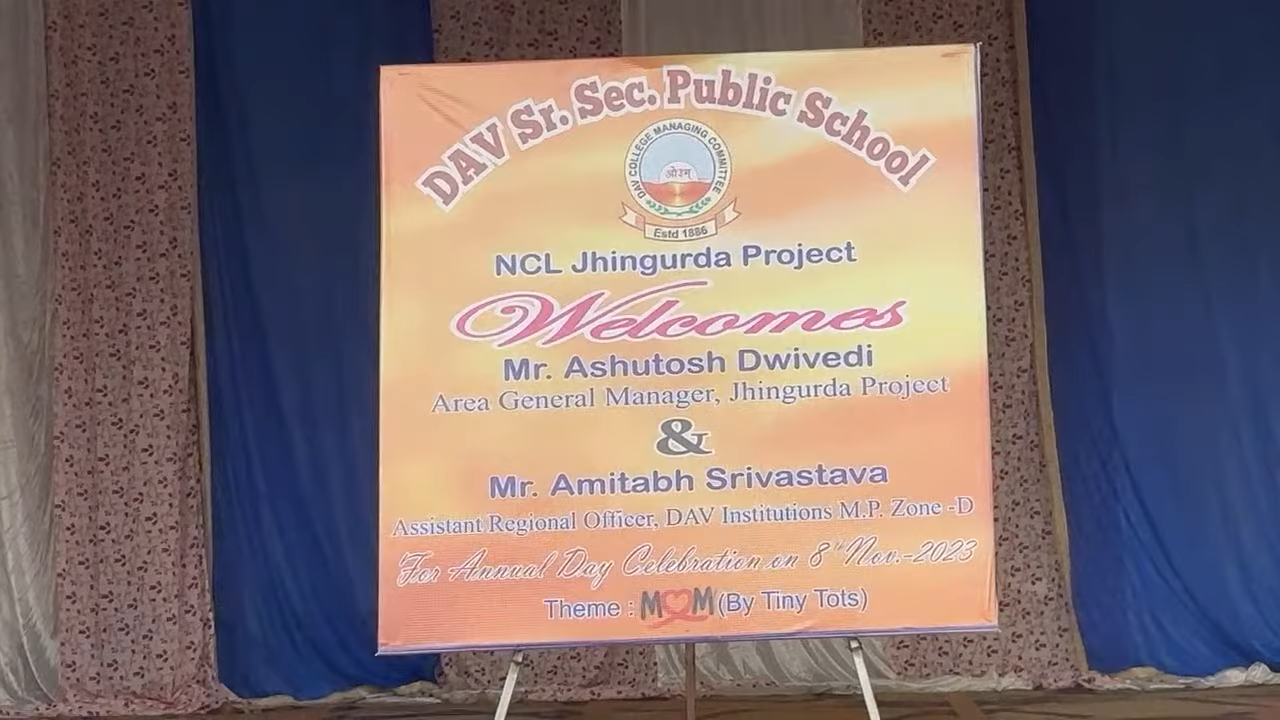 DAV Sr. Sec. Public School
DAV COLLEGE MANAGING COMMITTEE
ओ३म्
Estd 1886
NCL Jhingurda Project
Welcomes
Mr. Ashutosh Dwivedi
Area General Manager, Jhingurda Project
&
Mr. Amitabh Srivastava
Assistant Regional Officer, DAV Institutions M.P. Zone -D
"For Annual Day Celebration on 8" Nov.-2023
Theme : MOM (By Tiny Tots)